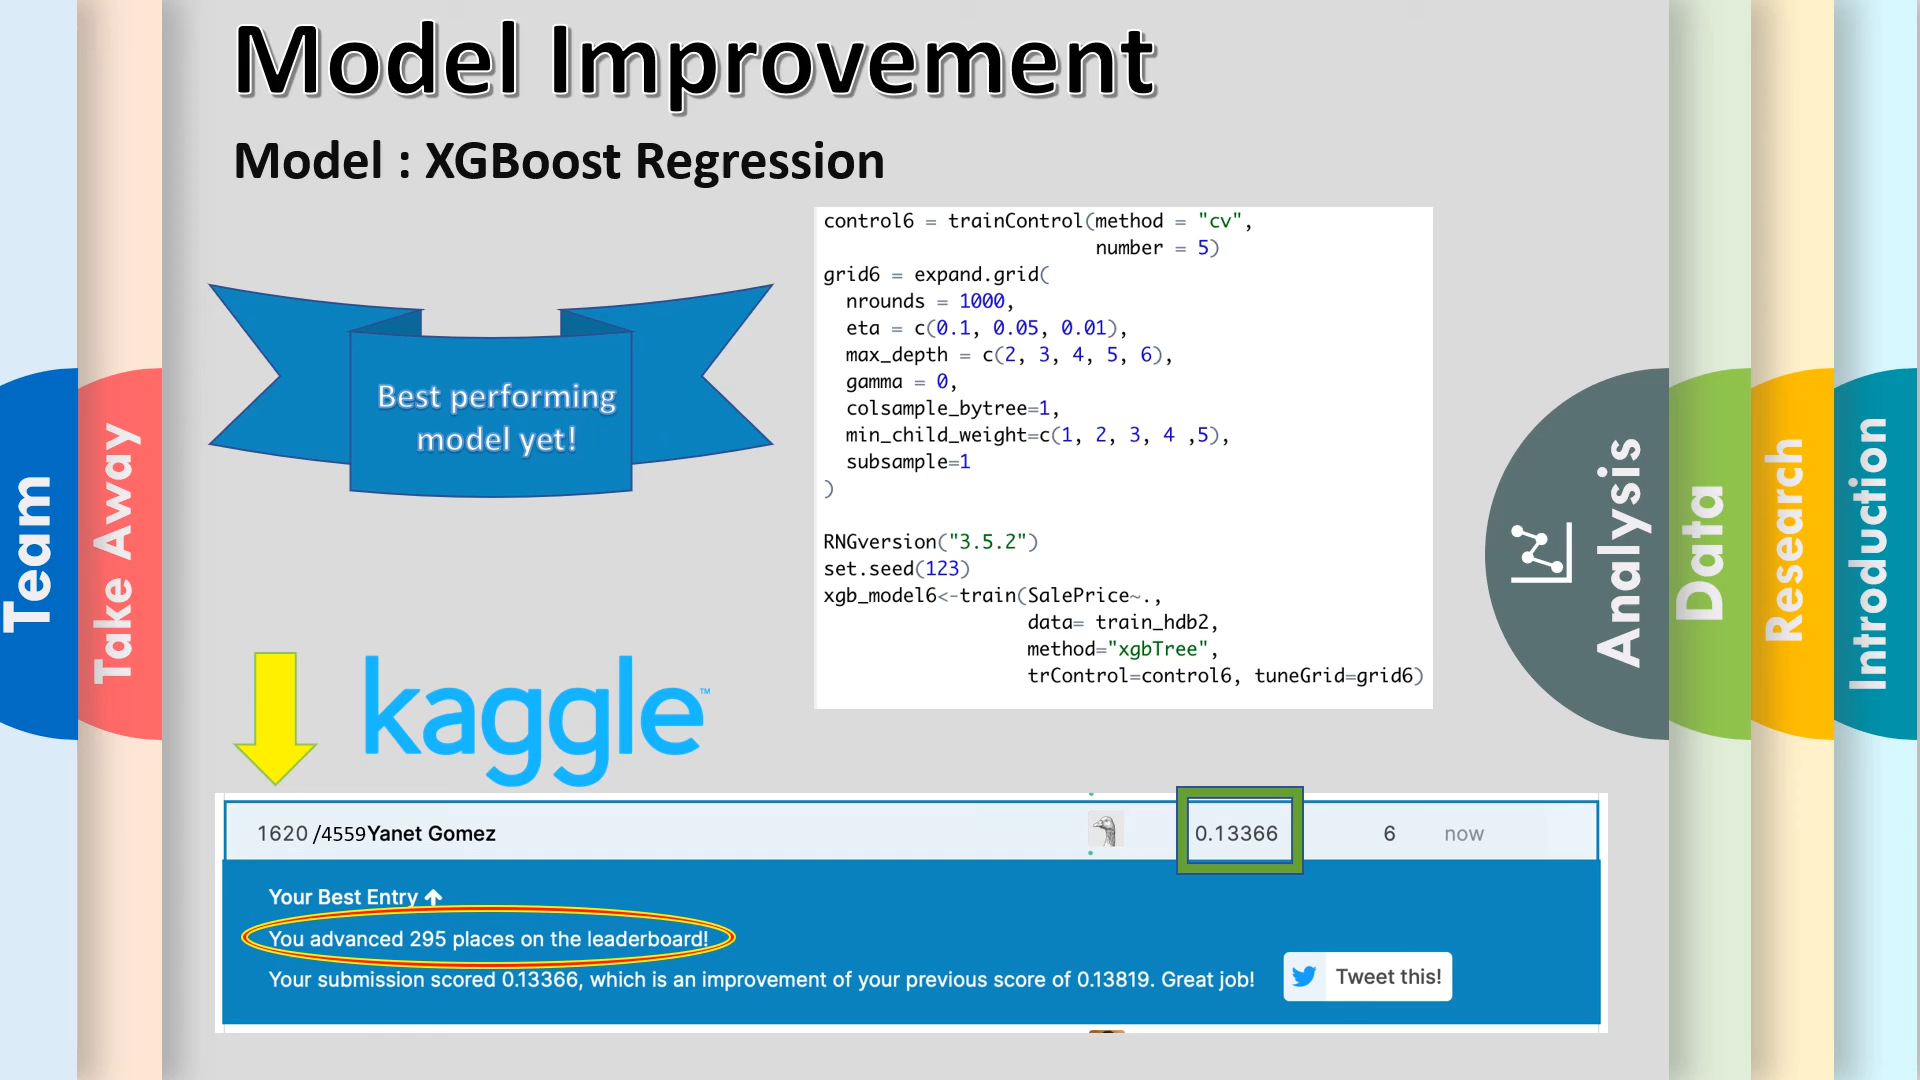 Model Improvement
Model : XGBoost Regression
Best performing
model yet!
control6 = trainControl(method = "cv",
number = 5)
grid6 = expand.grid(
nrounds = 1000,
eta = c(0.1, 0.05, 0.01),
max_depth = c(2, 3, 4, 5, 6),
gamma = 0,
colsample_bytree=1,
min_child_weight=c(1, 2, 3, 4 ,5),
subsample=1
)
RNGversion("3.5.2")
set.seed(123)
xgb_model6<-train(SalePrice~.,
data= train_hdb2,
method="xgbTree",
trControl=control6, tuneGrid=grid6)
kaggle™
1620 /4559 Yanet Gomez 0.13366 6 now
Your Best Entry ↑
You advanced 295 places on the leaderboard!
Your submission scored 0.13366, which is an improvement of your previous score of 0.13819. Great job!
Tweet this!
Team
Take Away
Analysis
Data
Research
Introduction